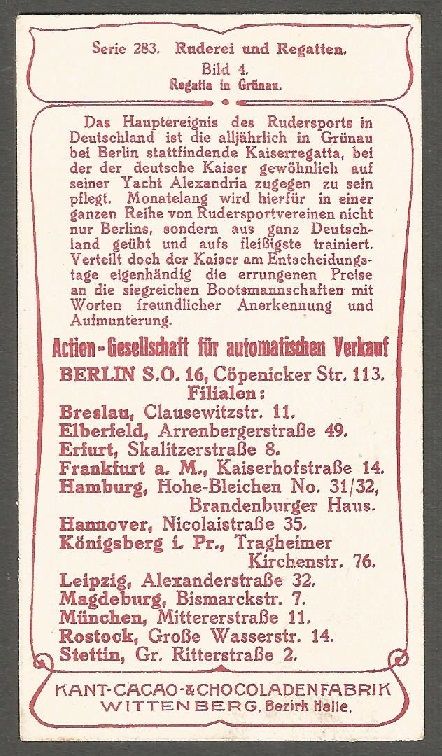 Serie 283. Ruderei und Regatten.
Bild 4.
Regatta in Grünau.
Das Hauptereignis des Rudersports in
Deutschland ist die alljährlich in Grünau
bei Berlin stattfindende Kaiserregatta, bei
der der deutsche Kaiser gewöhnlich auf
seiner Yacht Alexandria zugegen zu sein
pflegt. Monatelang wird hierfür in einer
ganzen Reihe von Rudersportvereinen nicht
nur Berlins, sondern aus ganz Deutsch-
land geübt und aufs fleißigste trainiert.
Verteilt doch der Kaiser am Entscheidungs-
tage eigenhändig die errungenen Preise
an die siegreichen Bootsmannschaften mit
Worten freundlicher Anerkennung und
Aufmunterung.
Actien-Gesellschaft für automatischen Verkauf
BERLIN S.O. 16, Cöpenicker Str. 113.
Filialen:
Breslau, Clausewitzstr. 11.
Elberfeld, Arrenbergerstraße 49.
Erfurt, Skalitzerstraße 8.
Frankfurt a. M., Kaiserhofstraße 14.
Hamburg, Hohe-Bleichen No. 31/32,
Brandenburger Haus.
Hannover, Nicolaistraße 35.
Königsberg i. Pr., Tragheimer
Kirchenstr. 76.
Leipzig, Alexanderstraße 32.
Magdeburg, Bismarckstr. 7.
München, Mittererstraße 11.
Rostock, Große Wasserstr. 14.
Stettin, Gr. Ritterstraße 2.
KANT-CACAO-&CHOCOLADENFABRIK
WITTENBERG, Bezirk Halle.